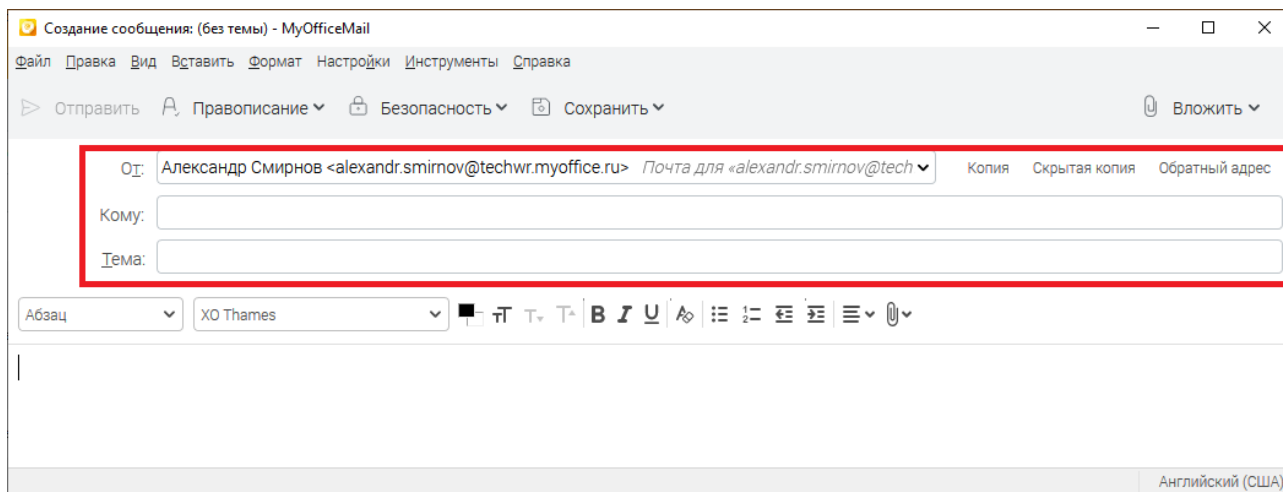 Создание сообщения: (без темы) - MyOfficeMail
Файл Правка Вид Вставить Формат Настройки Инструменты Справка
Отправить Правописание Безопасность Сохранить Вложить
От: Александр Смирнов <alexandr.smirnov@techwr.myoffice.ru> Почта для «alexandr.smirnov@tech Копия Скрытая копия Обратный адрес
Кому:
Тема:
Абзац XO Thames
Английский (США)